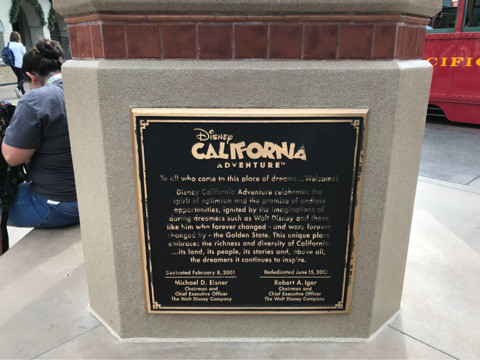 Disney
CALIFORNIA
ADVENTURE™
To all who come to this place of dreams...Welcome!
Disney California Adventure celebrates the
spirit of optimism and the promise of endless
opportunities, ignited by the imaginations of
daring dreamers such as Walt Disney and those
like him who forever changed - and were forever
changed by - the Golden State. This unique place
embraces the richness and diversity of California
...its land, its people, its stories and, above all,
the dreamers it continues to inspire.
Dedicated February 8, 2001
Michael D. Eisner
Chairman and
Chief Executive Officer
The Walt Disney Company
Rededicated June 15, 2012
Robert A. Iger
Chairman and
Chief Executive Officer
The Walt Disney Company
CIFIC